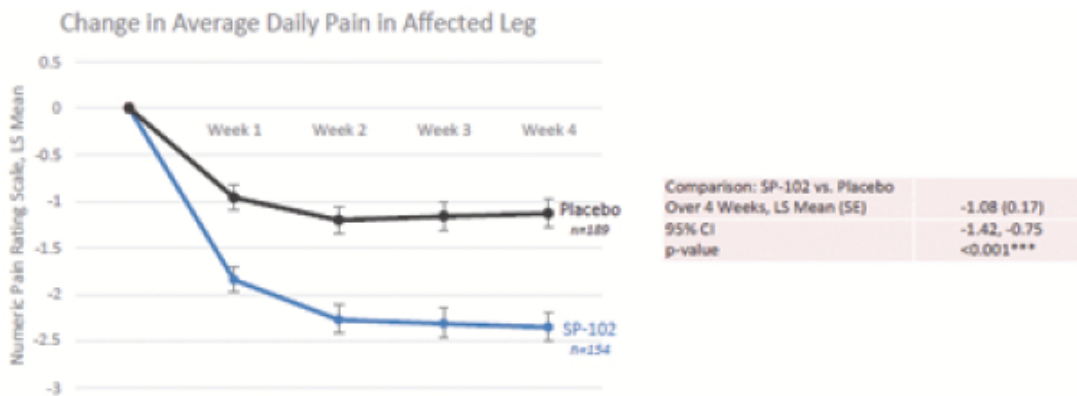 Change in Average Daily Pain in Affected Leg
Numeric Pain Rating Scale, LS Mean
0.5
0
-0.5
-1
-1.5
-2
-2.5
-3
Week 1 Week 2 Week 3 Week 4
Placebo
n=189
SP-102
n=154
Comparison: SP-102 vs. Placebo
Over 4 Weeks, LS Mean (SE) -1.08 (0.17)
95% CI -1.42, -0.75
p-value <0.001***